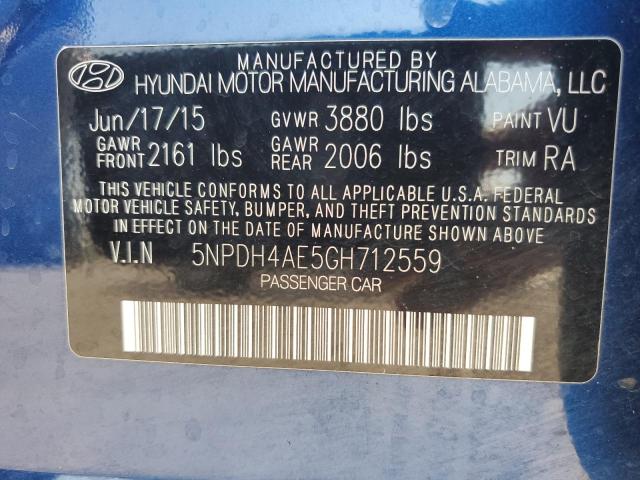 MANUFACTURED BY
HYUNDAI MOTOR MANUFACTURING ALABAMA, LLC
Jun/17/15 GVWR 3880 lbs PAINT VU
GAWR FRONT 2161 lbs GAWR REAR 2006 lbs TRIM RA
THIS VEHICLE CONFORMS TO ALL APPLICABLE U.S.A. FEDERAL
MOTOR VEHICLE SAFETY, BUMPER, AND THEFT PREVENTION STANDARDS
IN EFFECT ON THE DATE OF MANUFACTURE SHOWN ABOVE.
V.I.N 5NPDH4AE5GH712559
PASSENGER CAR